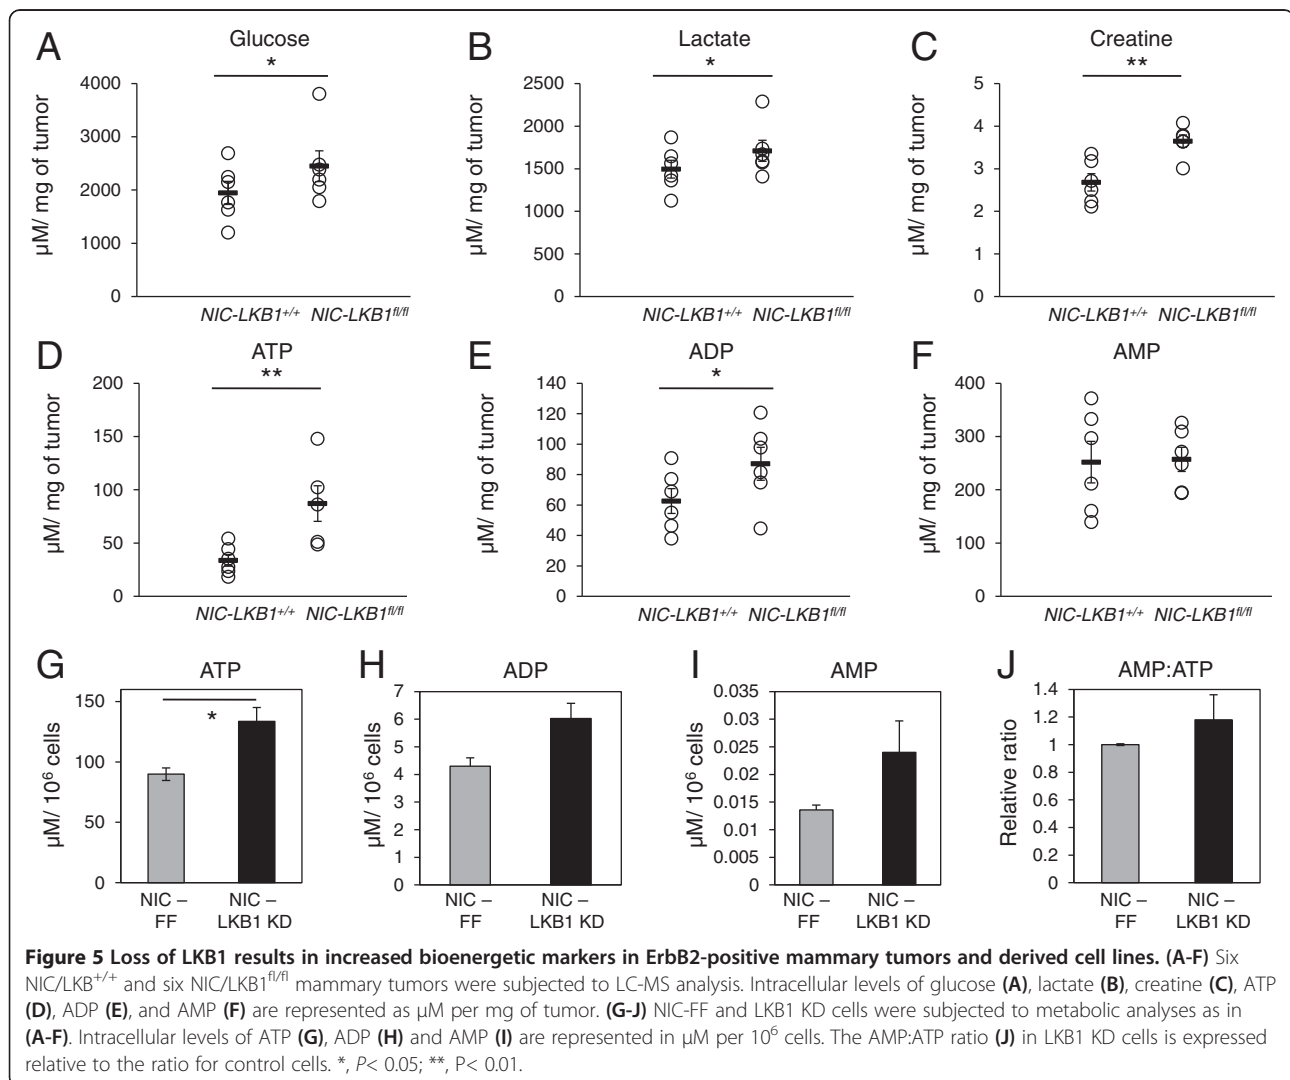 A
Glucose
*
µM/ mg of tumor
4000
3000
2000
1000
0
NIC-LKB1+/+ NIC-LKB1fl/fl
B
Lactate
*
µM/ mg of tumor
2500
2000
1500
1000
500
0
NIC-LKB1+/+ NIC-LKB1fl/fl
C
Creatine
**
µM/ mg of tumor
5
4
3
2
1
0
NIC-LKB1+/+ NIC-LKB1fl/fl
D
ATP
**
µM/ mg of tumor
200
150
100
50
0
NIC-LKB1+/+ NIC-LKB1fl/fl
E
ADP
*
µM/ mg of tumor
140
120
100
80
60
40
20
0
NIC-LKB1+/+ NIC-LKB1fl/fl
F
AMP
µM/ mg of tumor
400
300
200
100
0
NIC-LKB1+/+ NIC-LKB1fl/fl
G
ATP
*
µM/ 10⁶ cells
150
100
50
0
NIC – NIC –
FF LKB1 KD
H
ADP
µM/ 10⁶ cells
7
6
5
4
3
2
1
0
NIC – NIC –
FF LKB1 KD
I
AMP
µM/ 10⁶ cells
0.035
0.03
0.025
0.02
0.015
0.01
0.005
0
NIC – NIC –
FF LKB1 KD
J
AMP:ATP
Relative ratio
1.4
1.2
1
0.8
0.6
0.4
0.2
0
NIC – NIC –
FF LKB1 KD
Figure 5 Loss of LKB1 results in increased bioenergetic markers in ErbB2-positive mammary tumors and derived cell lines. (A-F) Six
NIC/LKB+/+ and six NIC/LKB1fl/fl mammary tumors were subjected to LC-MS analysis. Intracellular levels of glucose (A), lactate (B), creatine (C), ATP
(D), ADP (E), and AMP (F) are represented as µM per mg of tumor. (G-J) NIC-FF and LKB1 KD cells were subjected to metabolic analyses as in
(A-F). Intracellular levels of ATP (G), ADP (H) and AMP (I) are represented in µM per 10⁶ cells. The AMP:ATP ratio (J) in LKB1 KD cells is expressed
relative to the ratio for control cells. *, P< 0.05; **, P< 0.01.